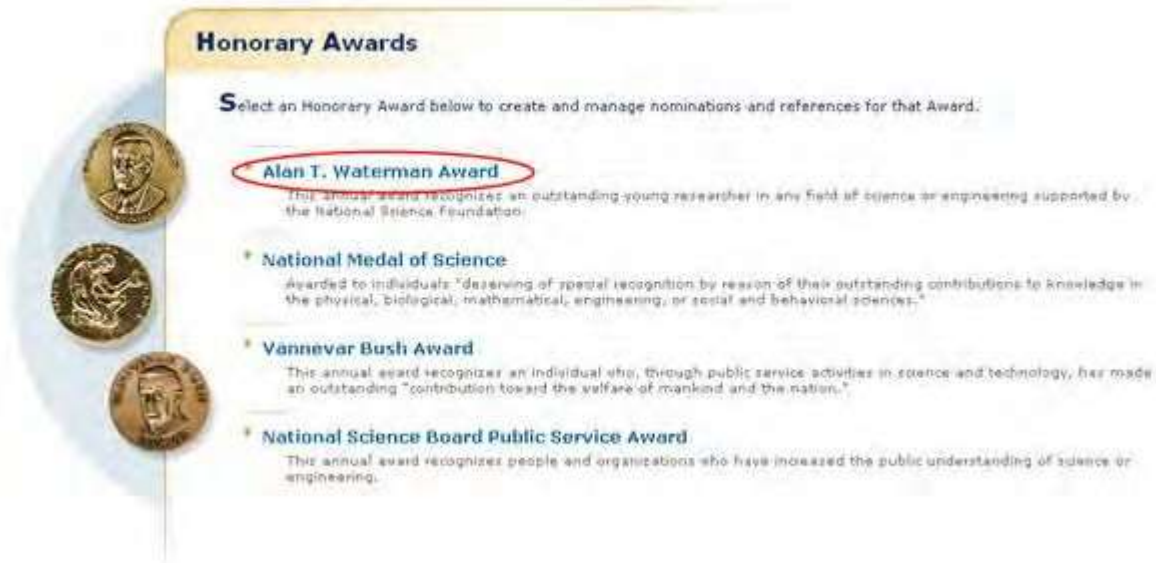 Honorary Awards
Select an Honorary Award below to create and manage nominations and references for that Award.
Alan T. Waterman Award
This annual award recognizes an outstanding young researcher in any field of science or engineering supported by
the National Science Foundation.
National Medal of Science
Awarded to individuals "deserving of special recognition by reason of their outstanding contributions to knowledge in
the physical, biological, mathematical, engineering, or social and behavioral sciences."
Vannevar Bush Award
This annual award recognizes an individual who, through public service activities in science and technology, has made
an outstanding "contribution toward the welfare of mankind and the nation."
National Science Board Public Service Award
This annual award recognizes people and organizations who have increased the public understanding of science or
engineering.